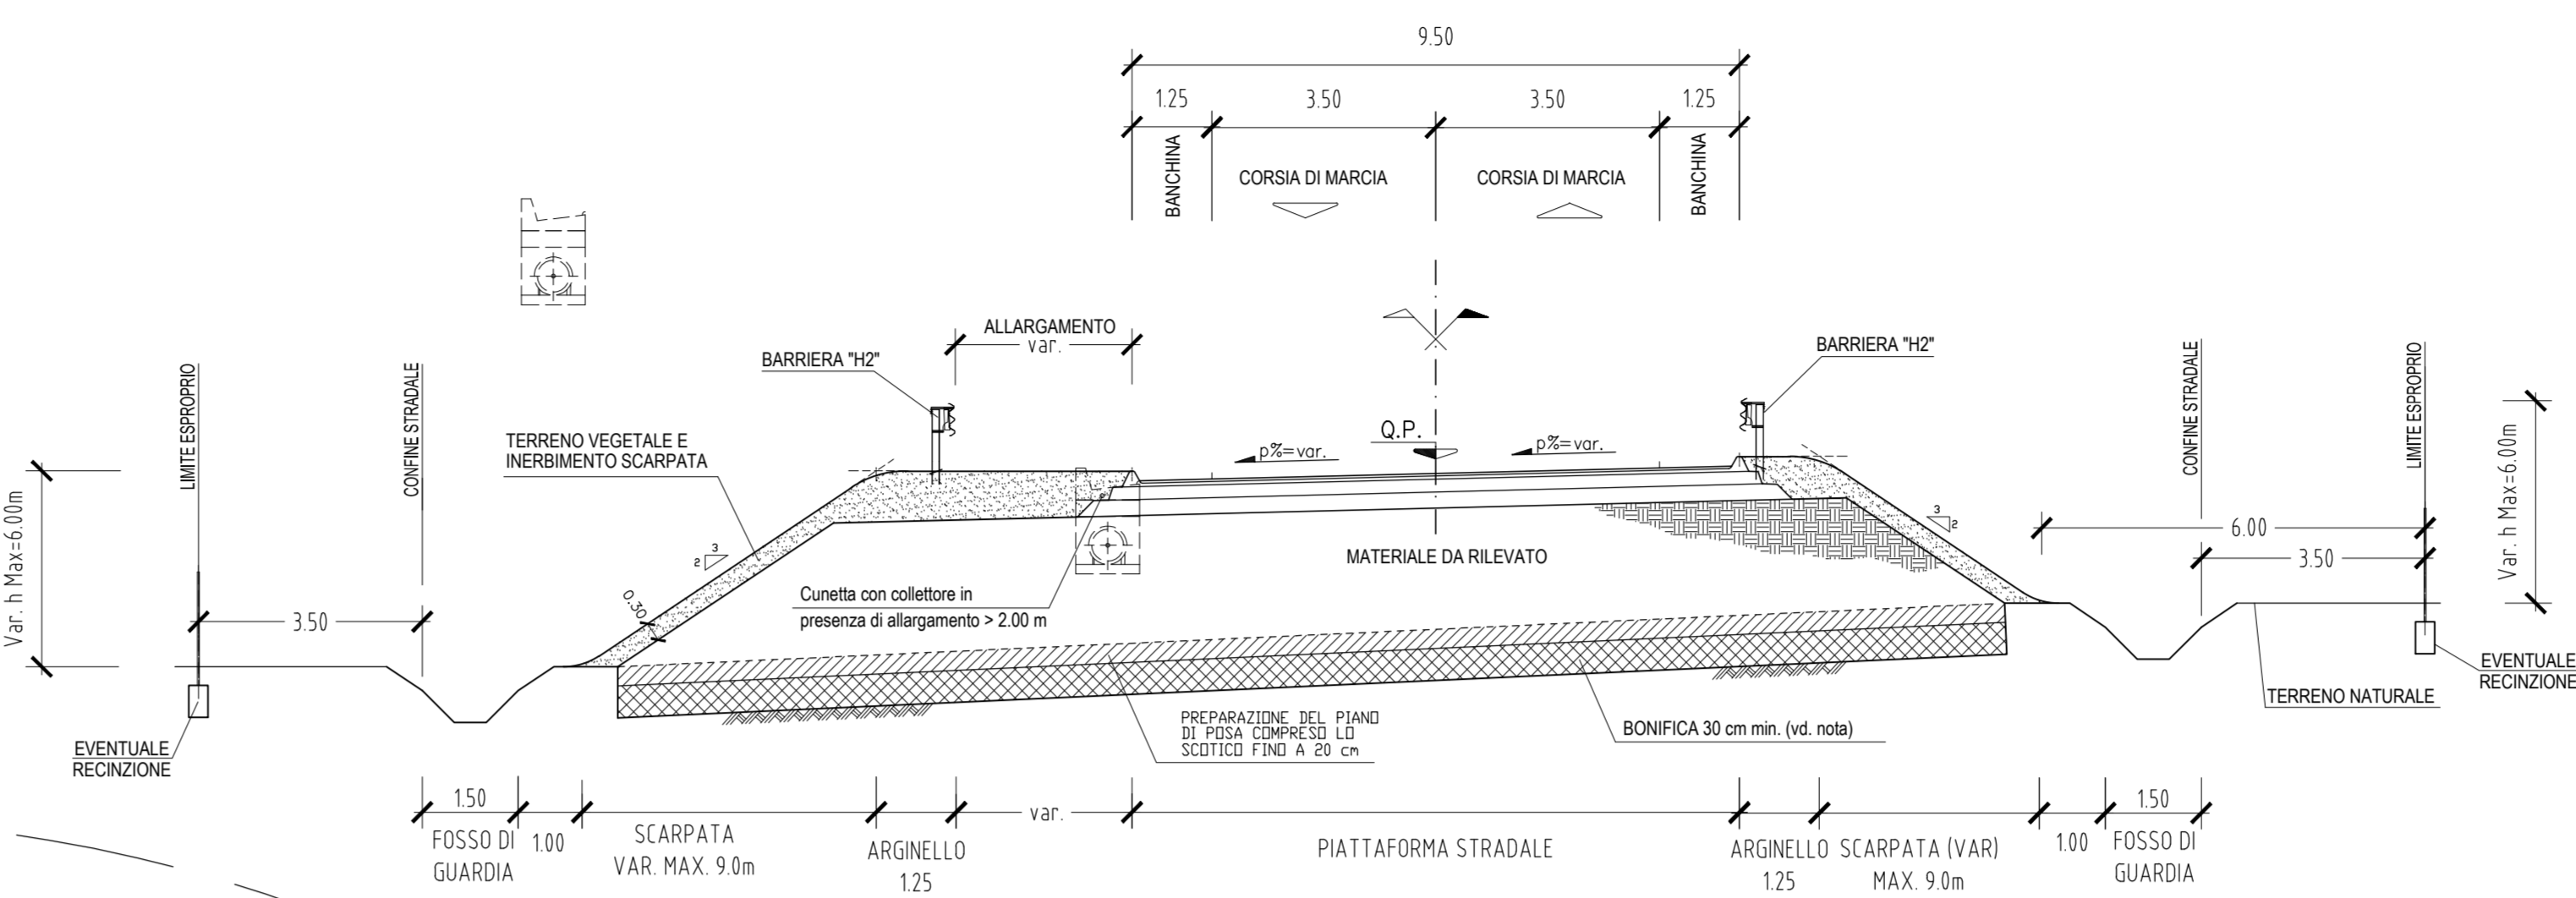 9.50
1.25
3.50
3.50
1.25
BANCHINA
CORSIA DI MARCIA
CORSIA DI MARCIA
BANCHINA
ALLARGAMENTO
var.
BARRIERA "H2"
BARRIERA "H2"
LIMITE ESPROPRIO
CONFINE STRADALE
CONFINE STRADALE
LIMITE ESPROPRIO
TERRENO VEGETALE E
INERBIMENTO SCARPATA
Q.P.
p%=var.
p%=var.
Var. h Max=6.00m
Var. h Max=6.00m
3
2
3
2
6.00
3.50
3.50
MATERIALE DA RILEVATO
0.30
Cunetta con collettore in
presenza di allargamento > 2.00 m
EVENTUALE
RECINZIONE
EVENTUALE
RECINZIONE
TERRENO NATURALE
PREPARAZIONE DEL PIANO
DI POSA COMPRESO LO
SCOTICO FINO A 20 cm
BONIFICA 30 cm min. (vd. nota)
1.50
FOSSO DI
GUARDIA
1.00
SCARPATA
VAR. MAX. 9.0m
ARGINELLO
1.25
var.
PIATTAFORMA STRADALE
ARGINELLO
1.25
SCARPATA (VAR)
MAX. 9.0m
1.00
1.50
FOSSO DI
GUARDIA